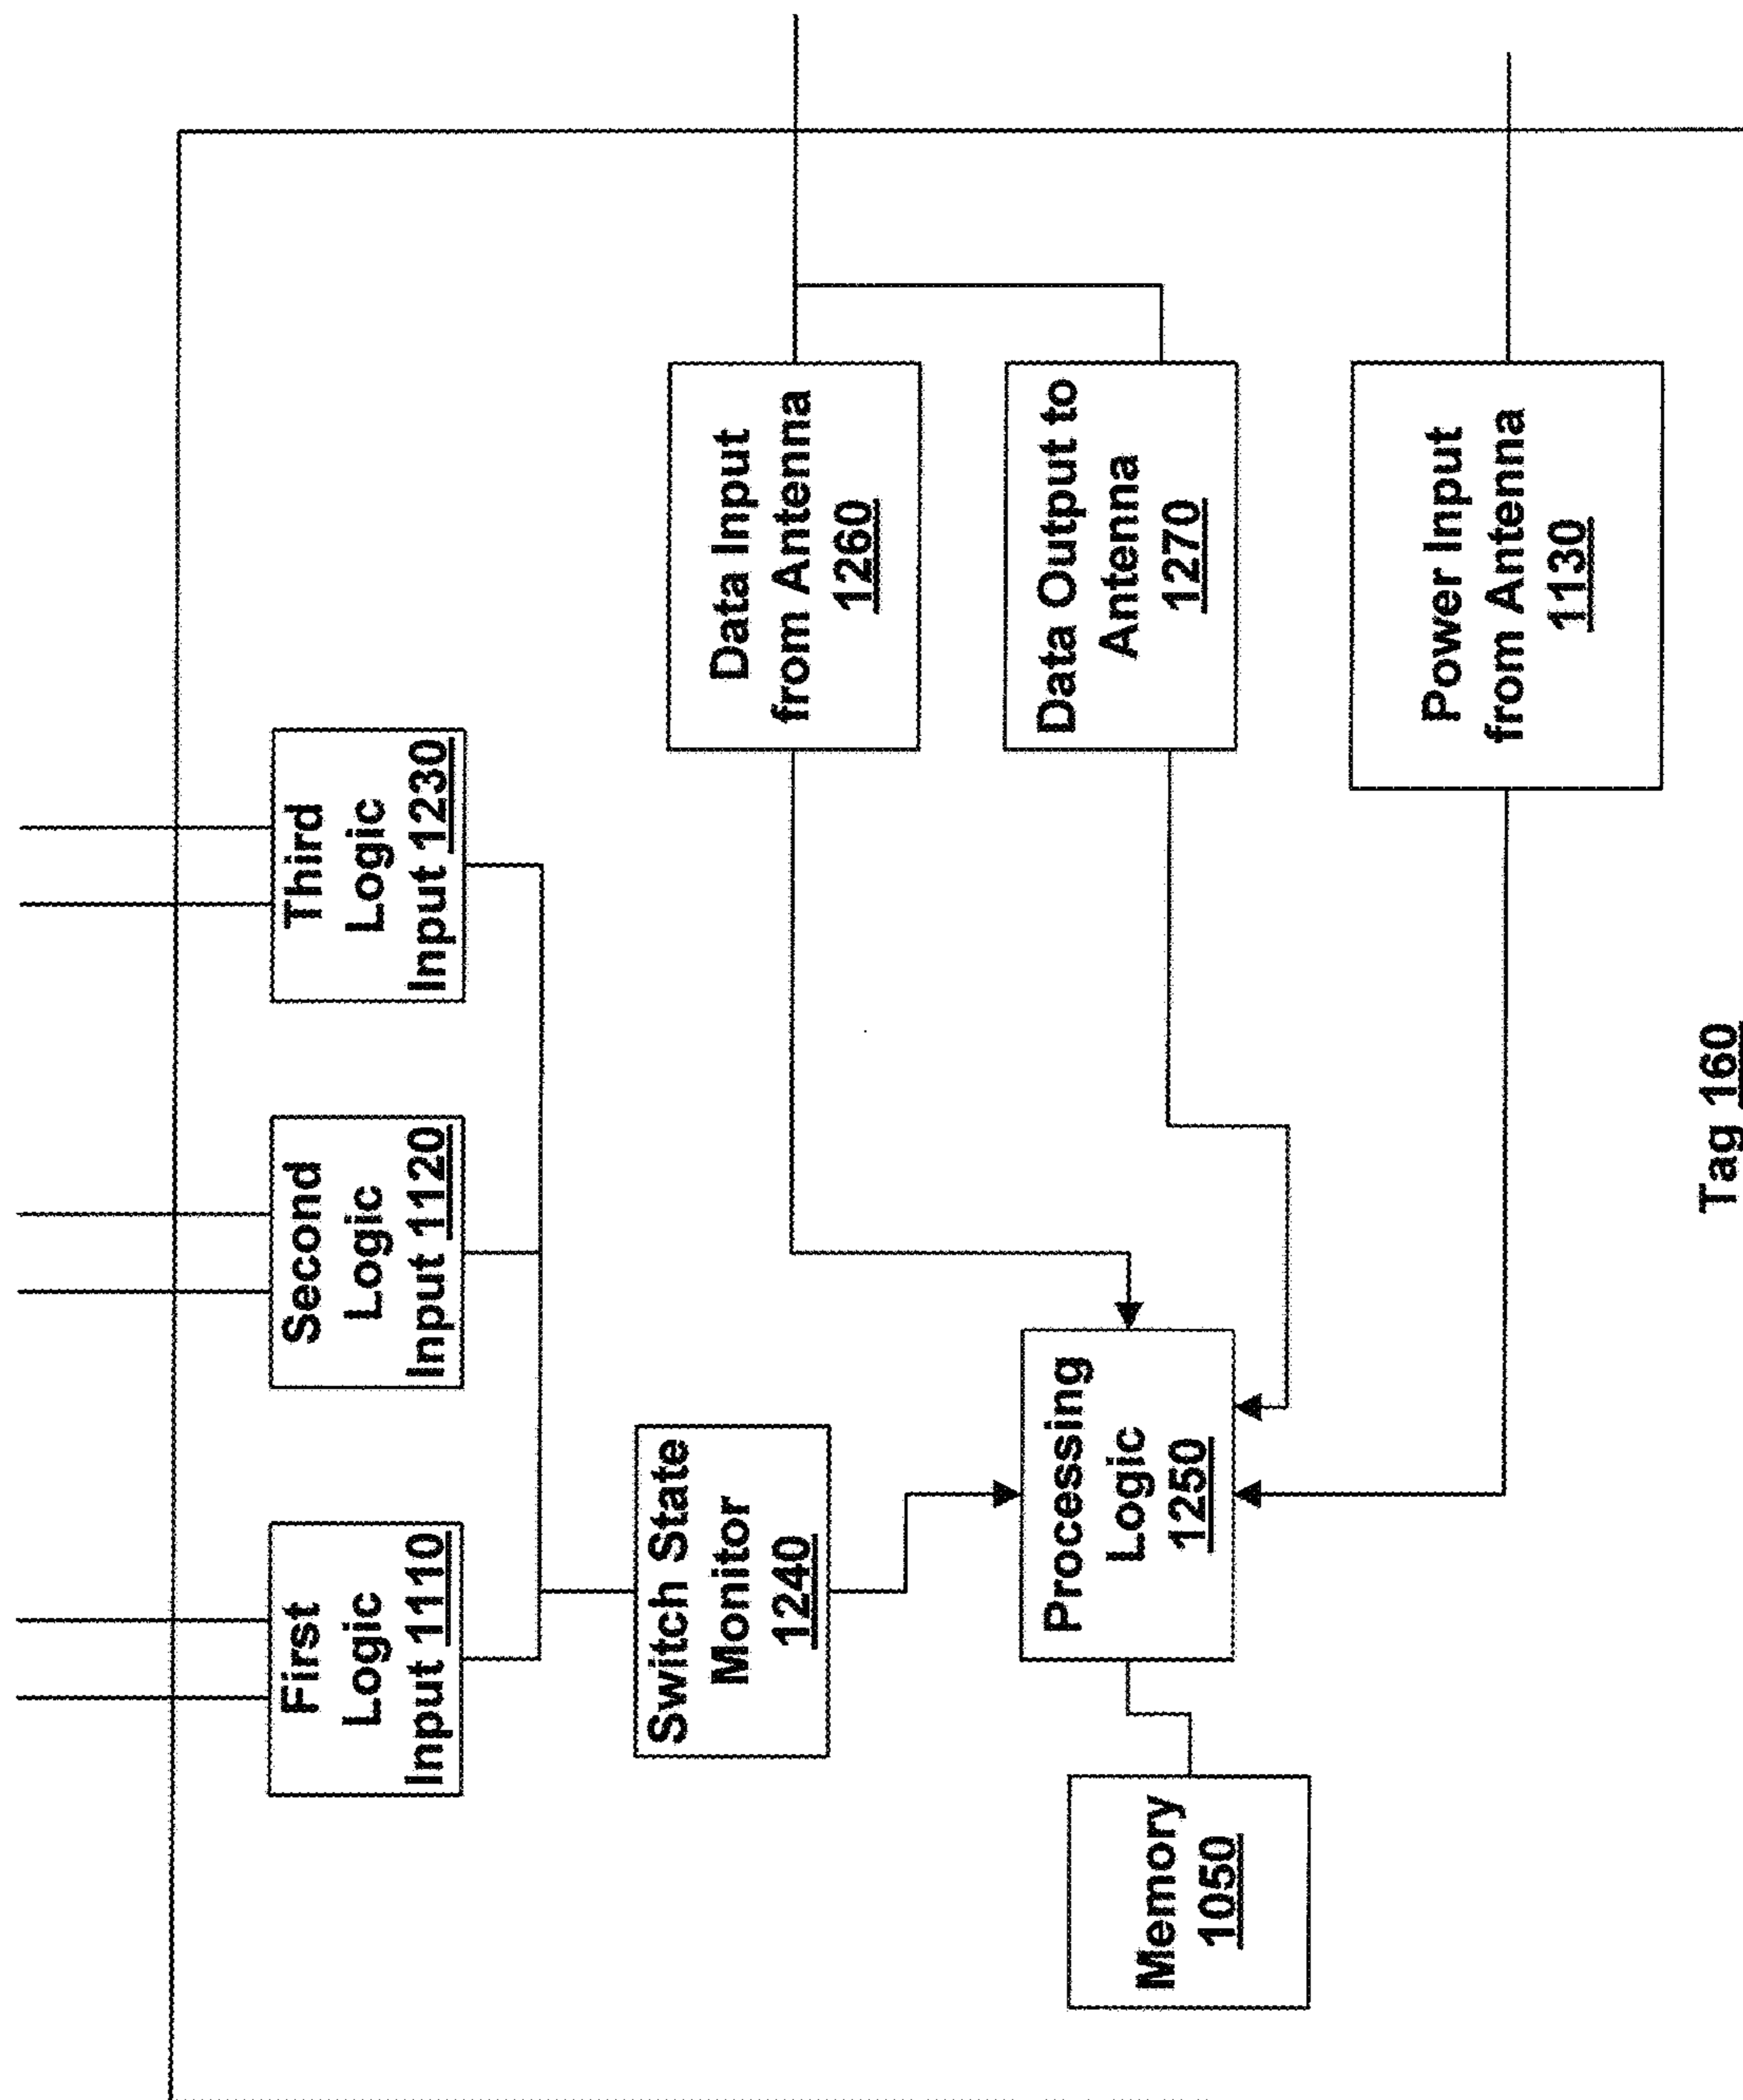 First
Logic
Input 1110
Second
Logic
Input 1120
Third
Logic
Input 1230
Switch State
Monitor
1240
Data Input
from Antenna
1260
Processing
Logic
1250
Data Output to
Antenna
1270
Memory
1050
Power Input
from Antenna
1130
Tag 160